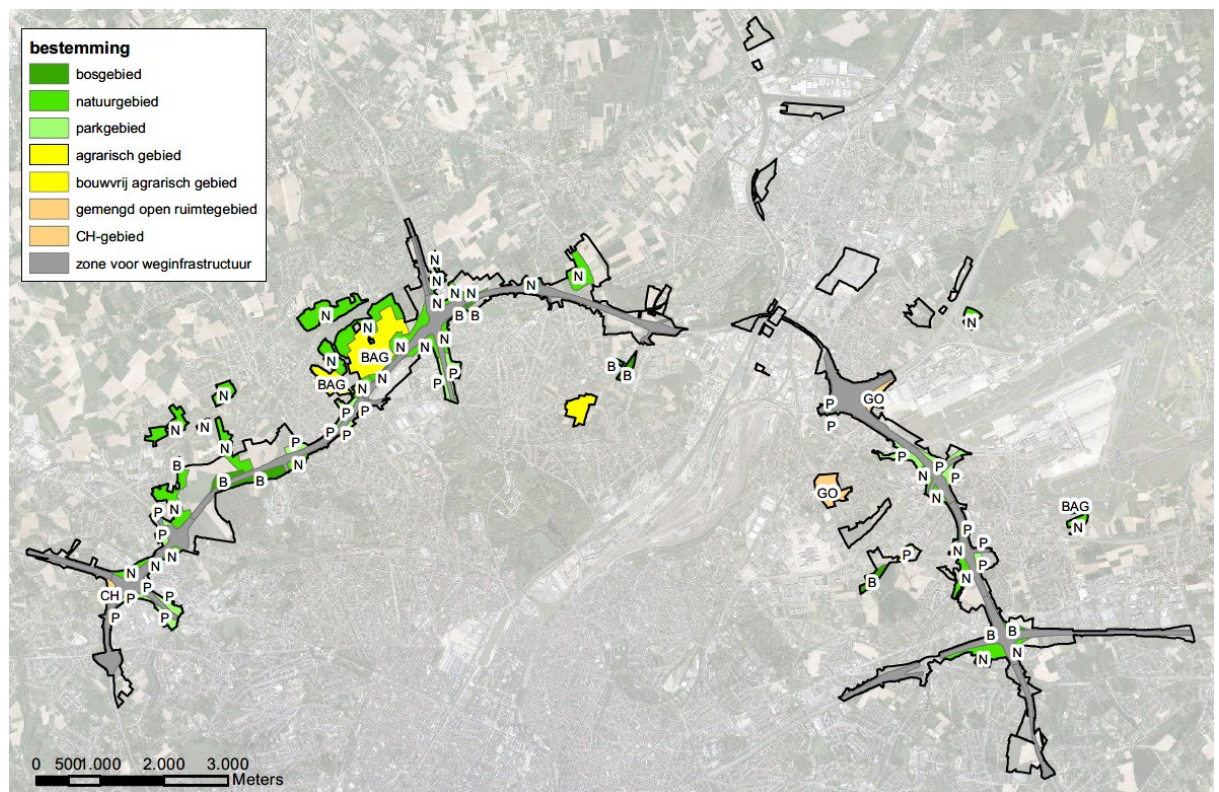 bestemming
bosgebied
natuurgebied
parkgebied
agrarisch gebied
bouwvrij agrarisch gebied
gemengd open ruimtegebied
CH-gebied
zone voor weginfrastructuur
N
N
N
N
N
N
N
N
B
B
N
N
N
N
N
N
BAG
BAG
N
N
P
P
B
B
N
P
P
P
P
P
N
N
N
N
B
B
B
N
P
N
P
N
N
N
CH
P
P
P
P
P
N
P
P
GO
P
P
P
N
N
GO
BAG
N
P
P
P
N
N
P
B
B
B
N
N
0 5001.000 2.000 3.000
Meters